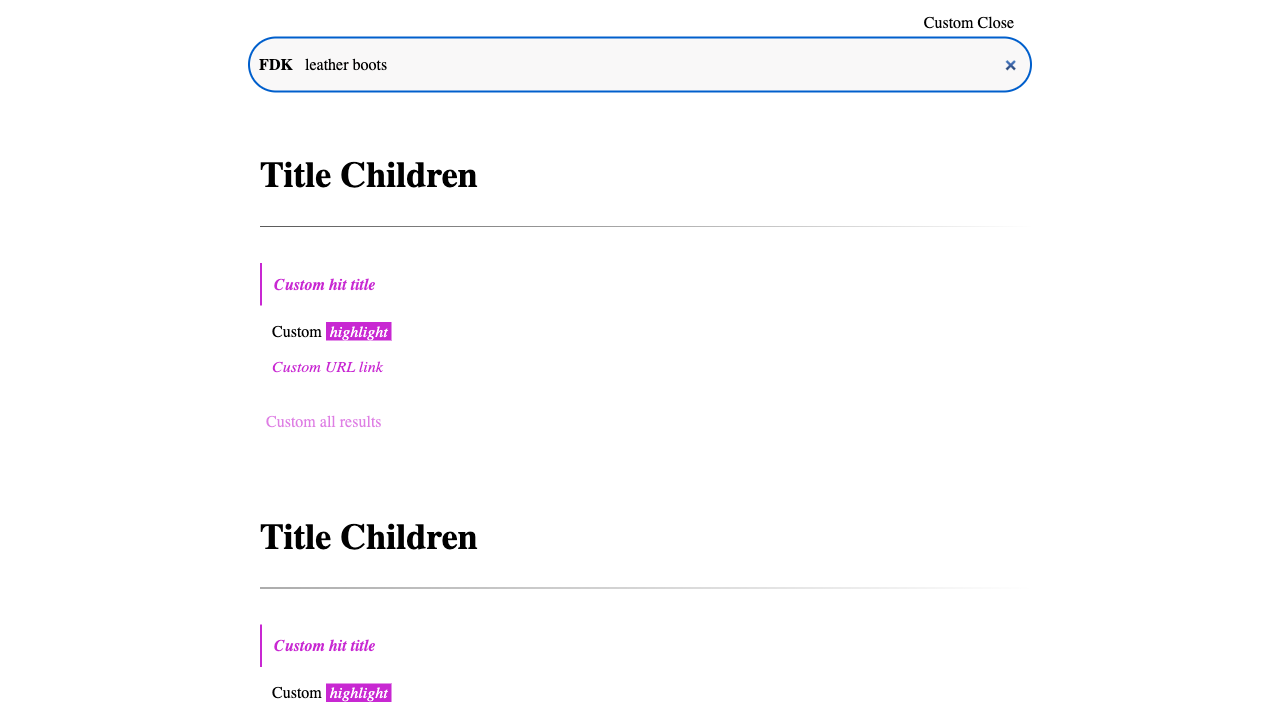 Custom Close
FDK leather boots
Title Children
Custom hit title
Custom highlight
Custom URL link
Custom all results
Title Children
Custom hit title
Custom highlight